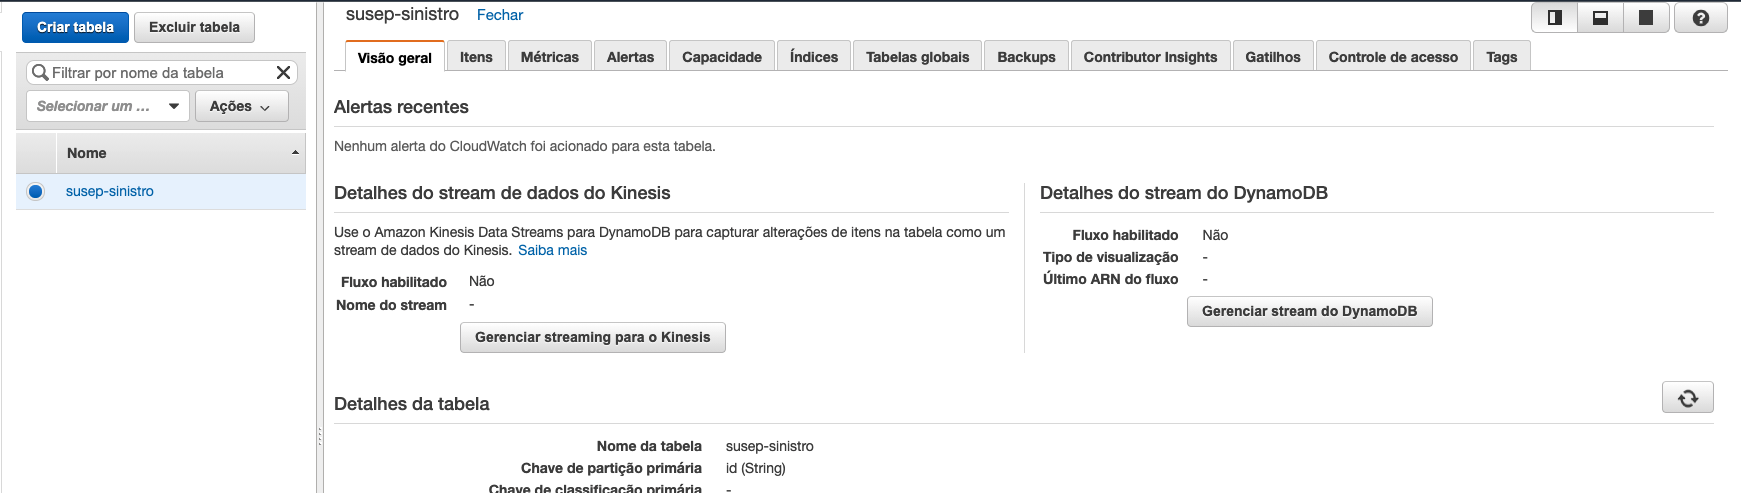 Criar tabela
Excluir tabela
Filtrar por nome da tabela
Selecionar um ...
Ações
Nome
susep-sinistro
susep-sinistro Fechar
Visão geral
Itens
Métricas
Alertas
Capacidade
Índices
Tabelas globais
Backups
Contributor Insights
Gatilhos
Controle de acesso
Tags
Alertas recentes
Nenhum alerta do CloudWatch foi acionado para esta tabela.
Detalhes do stream de dados do Kinesis
Use o Amazon Kinesis Data Streams para DynamoDB para capturar alterações de itens na tabela como um
stream de dados do Kinesis. Saiba mais
Fluxo habilitado Não
Nome do stream -
Gerenciar streaming para o Kinesis
Detalhes do stream do DynamoDB
Fluxo habilitado Não
Tipo de visualização -
Último ARN do fluxo -
Gerenciar stream do DynamoDB
Detalhes da tabela
Nome da tabela susep-sinistro
Chave de partição primária id (String)
Chave de classificação primária -